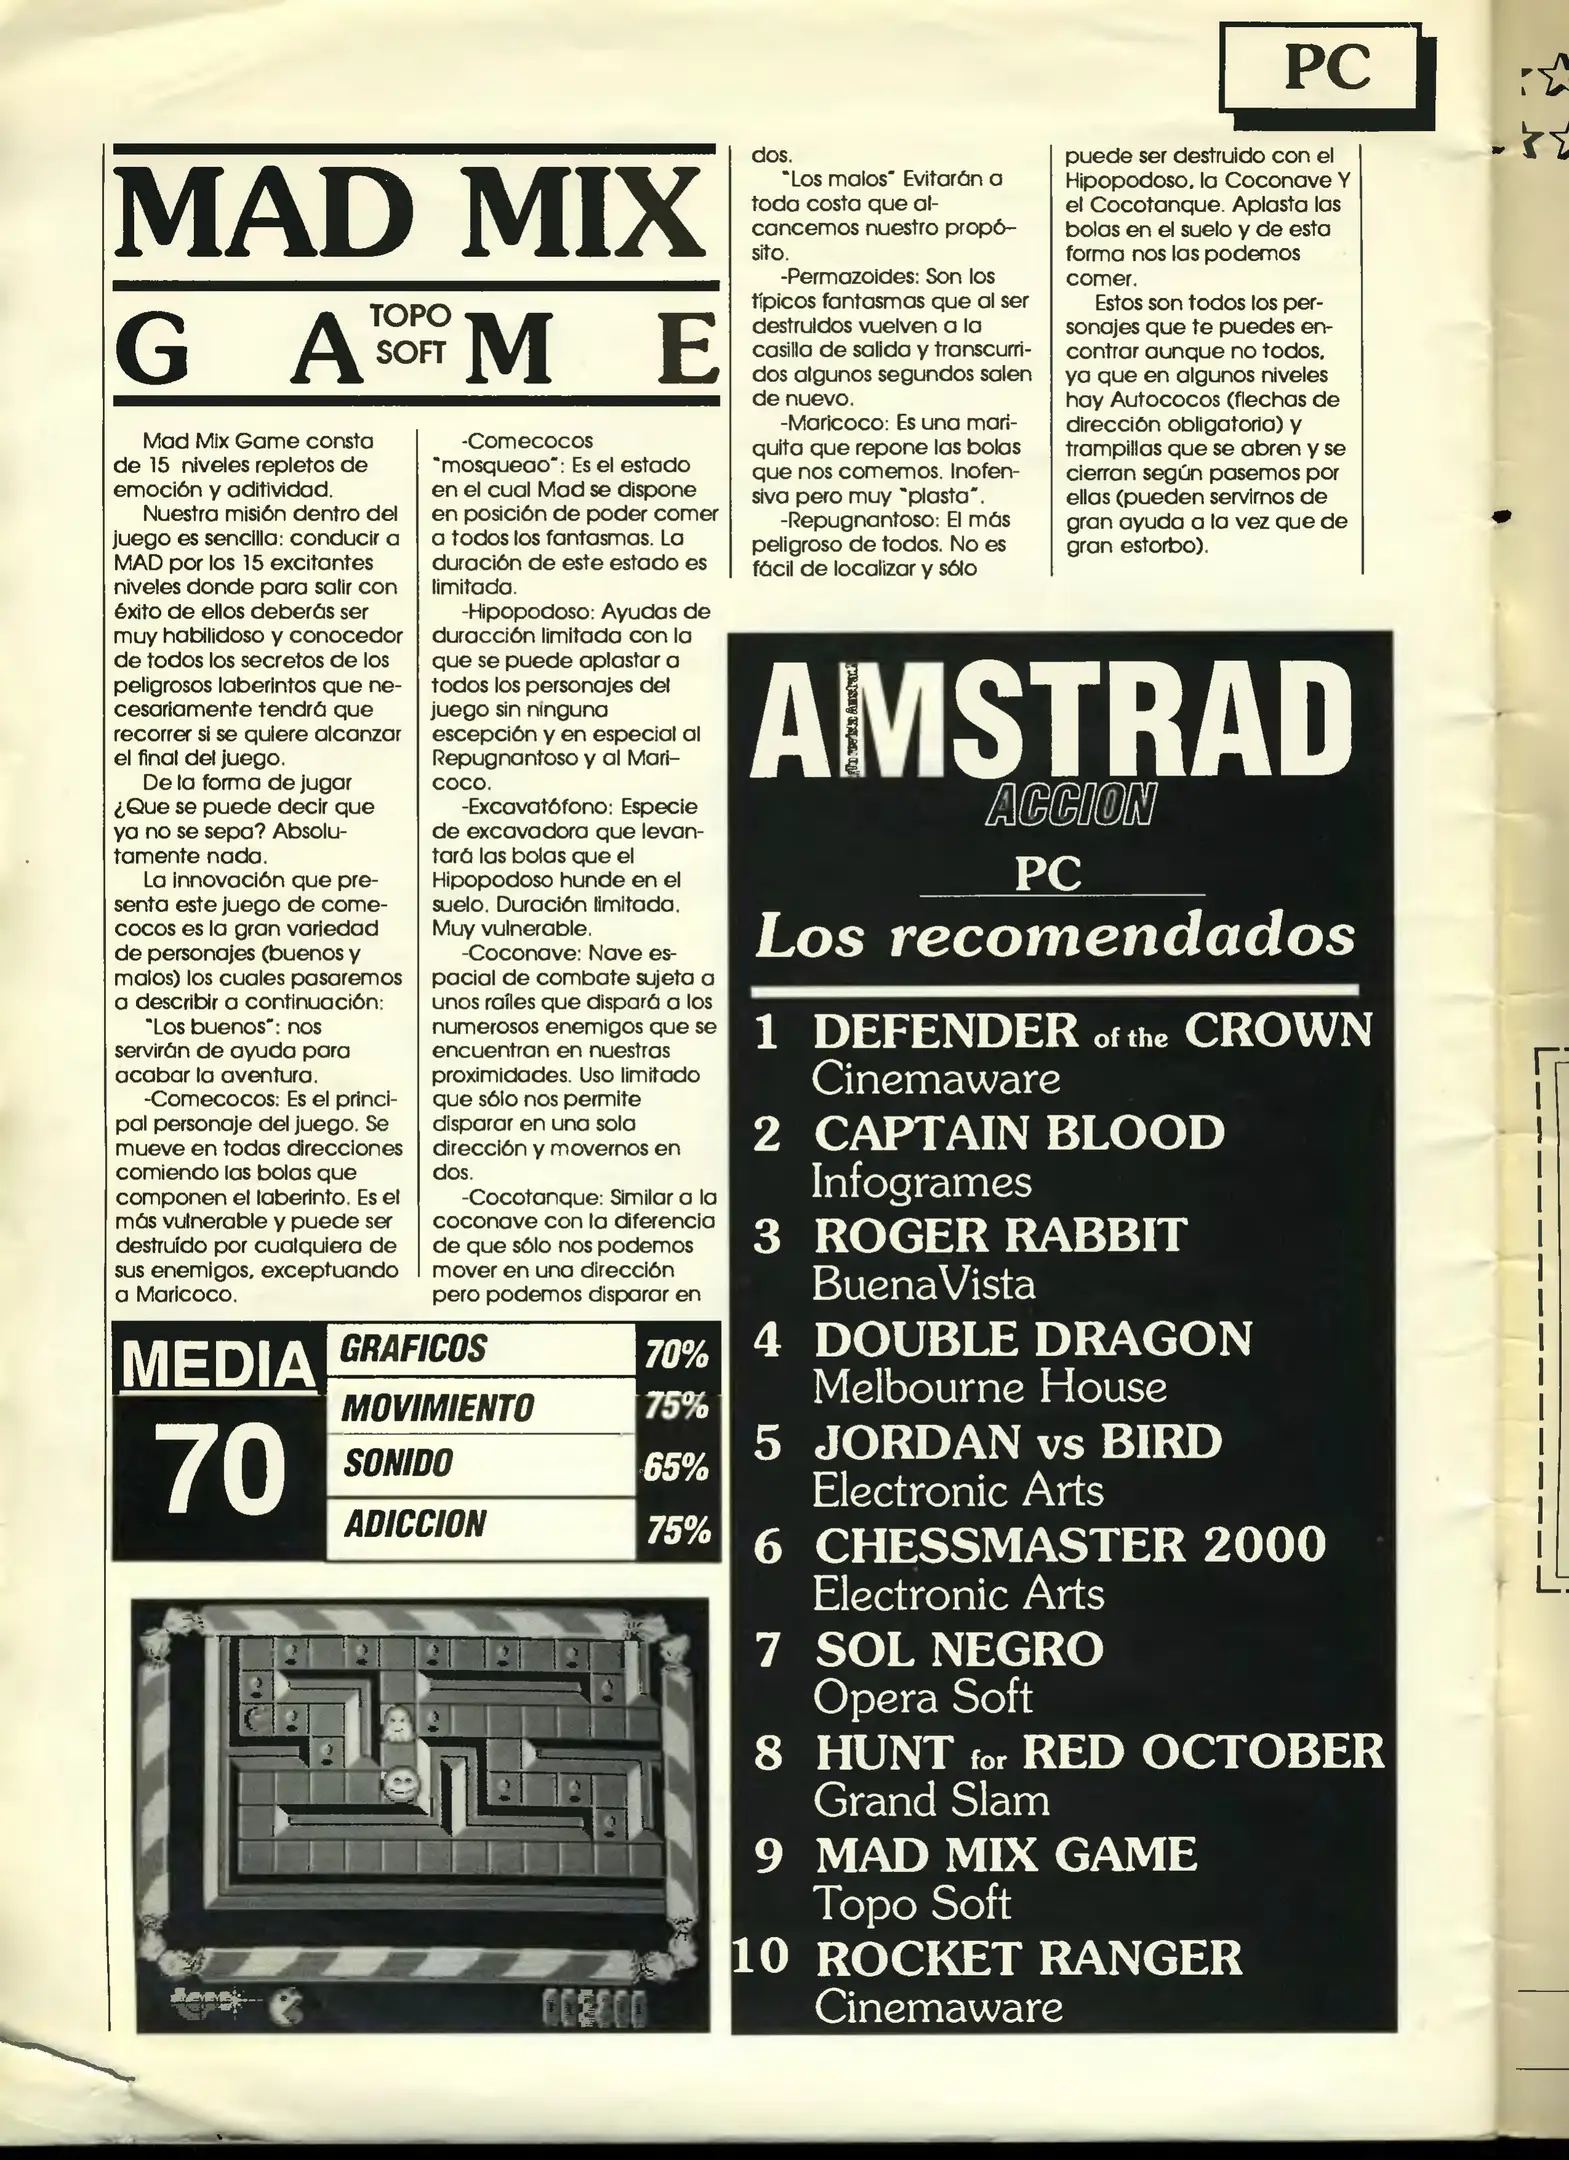 PC
MAD MIX
G A M E
TOPO
SOFT
Mad Mix Game consta
de 15 niveles repletos de
emoción y aditividad.
Nuestra misión dentro del
juego es sencilla: conducir a
MAD por los 15 excitantes
niveles donde para salir con
éxito de ellos deberás ser
muy habilidoso y conocedor
de todos los secretos de los
peligrosos laberintos que ne-
cesariamente tendrá que
recorrer si se quiere alcanzar
el final del juego.
De la forma de jugar
¿Que se puede decir que
ya no se sepa? Absolu-
tamente nada.
La innovación que pre-
senta este juego de come-
cocos es la gran variedad
de personajes (buenos y
malos) los cuales pasaremos
a describir a continuación:
"Los buenos": nos
servirán de ayuda para
acabar la aventura.
-Comecocos: Es el princi-
pal personaje del juego. Se
mueve en todas direcciones
comiendo las bolas que
componen el laberinto. Es el
más vulnerable y puede ser
destruído por cualquiera de
sus enemigos, exceptuando
a Maricoco.
-Comecocos
"mosqueao": Es el estado
en el cual Mad se dispone
en posición de poder comer
a todos los fantasmas. La
duración de este estado es
limitada.
-Hipopodoso: Ayudas de
duracción limitada con la
que se puede aplastar a
todos los personajes del
juego sin ninguna
escepción y en especial al
Repugnantoso y al Mari-
coco.
-Excavatófono: Especie
de excavadora que levan-
tará las bolas que el
Hipopodoso hunde en el
suelo. Duración limitada.
Muy vulnerable.
-Coconave: Nave es-
pacial de combate sujeta a
unos raíles que dispará a los
numerosos enemigos que se
encuentran en nuestras
proximidades. Uso limitado
que sólo nos permite
disparar en una sola
dirección y movernos en
dos.
-Cocotanque: Similar a la
coconave con la diferencia
de que sólo nos podemos
mover en una dirección
pero podemos disparar en
dos.
"Los malos" Evitarán a
toda costa que al-
cancemos nuestro propó-
sito.
-Permazoides: Son los
típicos fantasmas que al ser
destruidos vuelven a la
casilla de salida y transcurri-
dos algunos segundos salen
de nuevo.
-Maricoco: Es una mari-
quita que repone las bolas
que nos comemos. Inofen-
siva pero muy "plasta".
-Repugnantoso: El más
peligroso de todos. No es
fácil de localizar y sólo
puede ser destruido con el
Hipopodoso, la Coconave Y
el Cocotanque. Aplasta las
bolas en el suelo y de esta
forma nos las podemos
comer.
Estos son todos los per-
sonajes que te puedes en-
contrar aunque no todos,
ya que en algunos niveles
hay Autococos (flechas de
dirección obligatoria) y
trampillas que se abren y se
cierran según pasemos por
ellas (pueden servirnos de
gran ayuda a la vez que de
gran estorbo).
MEDIA
70
GRAFICOS 70%
MOVIMIENTO 75%
SONIDO 65%
ADICCION 75%
AMSTRAD
ACCION
PC
Los recomendados
1 DEFENDER of the CROWN
Cinemaware
2 CAPTAIN BLOOD
Infogrames
3 ROGER RABBIT
BuenaVista
4 DOUBLE DRAGON
Melbourne House
5 JORDAN vs BIRD
Electronic Arts
6 CHESSMASTER 2000
Electronic Arts
7 SOL NEGRO
Opera Soft
8 HUNT for RED OCTOBER
Grand Slam
9 MAD MIX GAME
Topo Soft
10 ROCKET RANGER
Cinemaware